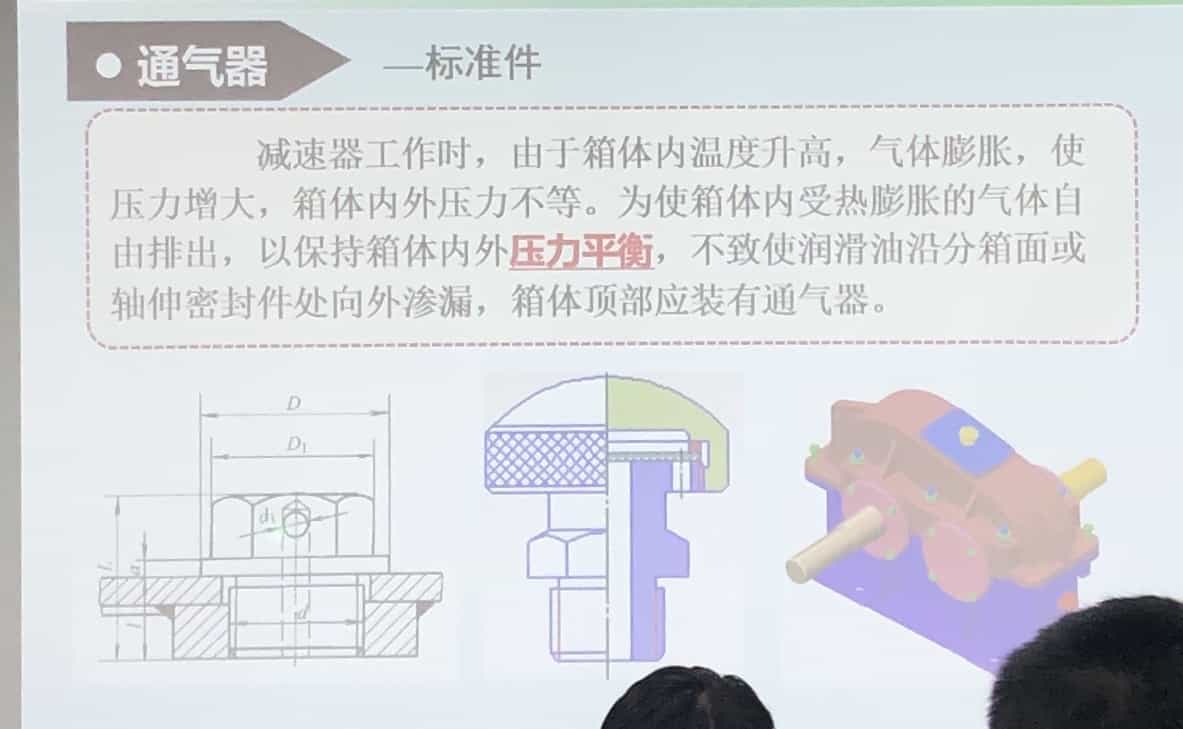 ● 通气器
—标准件
减速器工作时，由于箱体内温度升高，气体膨胀，使
压力增大，箱体内外压力不等。为使箱体内受热膨胀的气体自
由排出，以保持箱体内外压力平衡，不致使润滑油沿分箱面或
轴伸密封件处向外渗漏，箱体顶部应装有通气器。
D
D₁
d₁
L
a
d
l